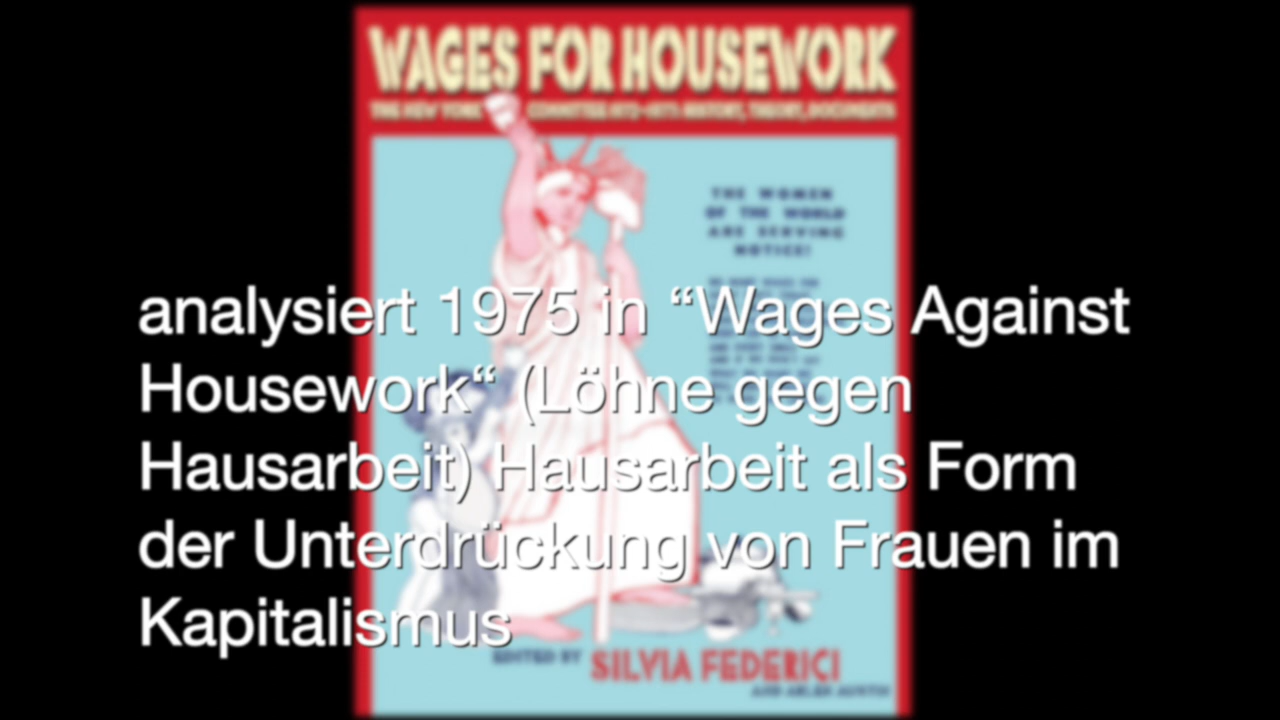 WAGES FOR HOUSEWORK
THE NEW YORK COMMITTEE 1972–1977: HISTORY, THEORY, DOCUMENTS
THE WOMEN
OF THE WORLD
ARE SERVING
NOTICE!
analysiert 1975 in “Wages Against
Housework“ (Löhne gegen
Hausarbeit) Hausarbeit als Form
der Unterdrückung von Frauen im
Kapitalismus
EDITED BY SILVIA FEDERICI
AND ARLEN AUSTIN